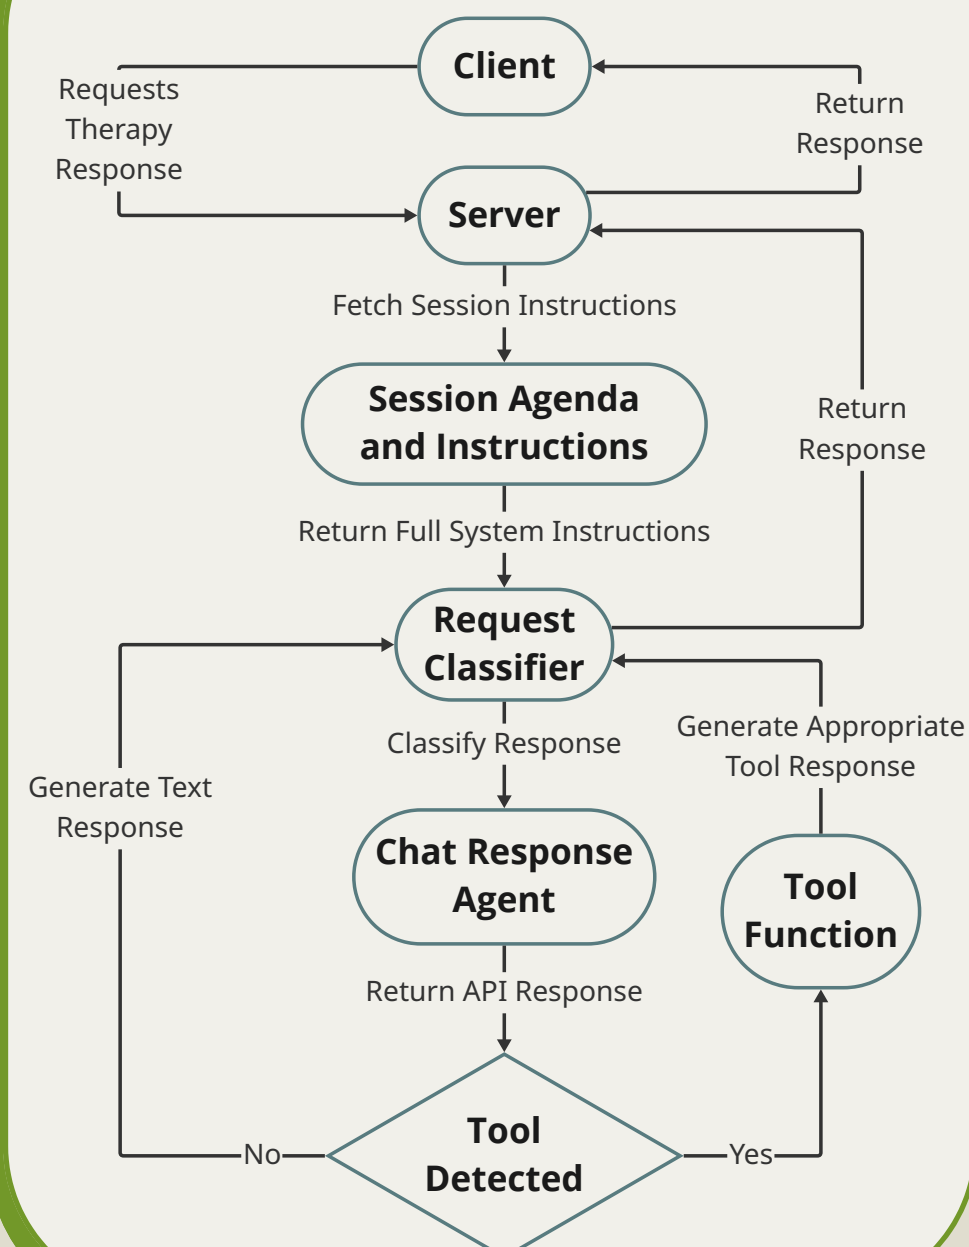 Client
Requests
Therapy
Response
Return
Response
Server
Fetch Session Instructions
Session Agenda
and Instructions
Return
Response
Return Full System Instructions
Request
Classifier
Classify Response
Generate Appropriate
Tool Response
Generate Text
Response
Chat Response
Agent
Tool
Function
Return API Response
Tool
Detected
No
Yes